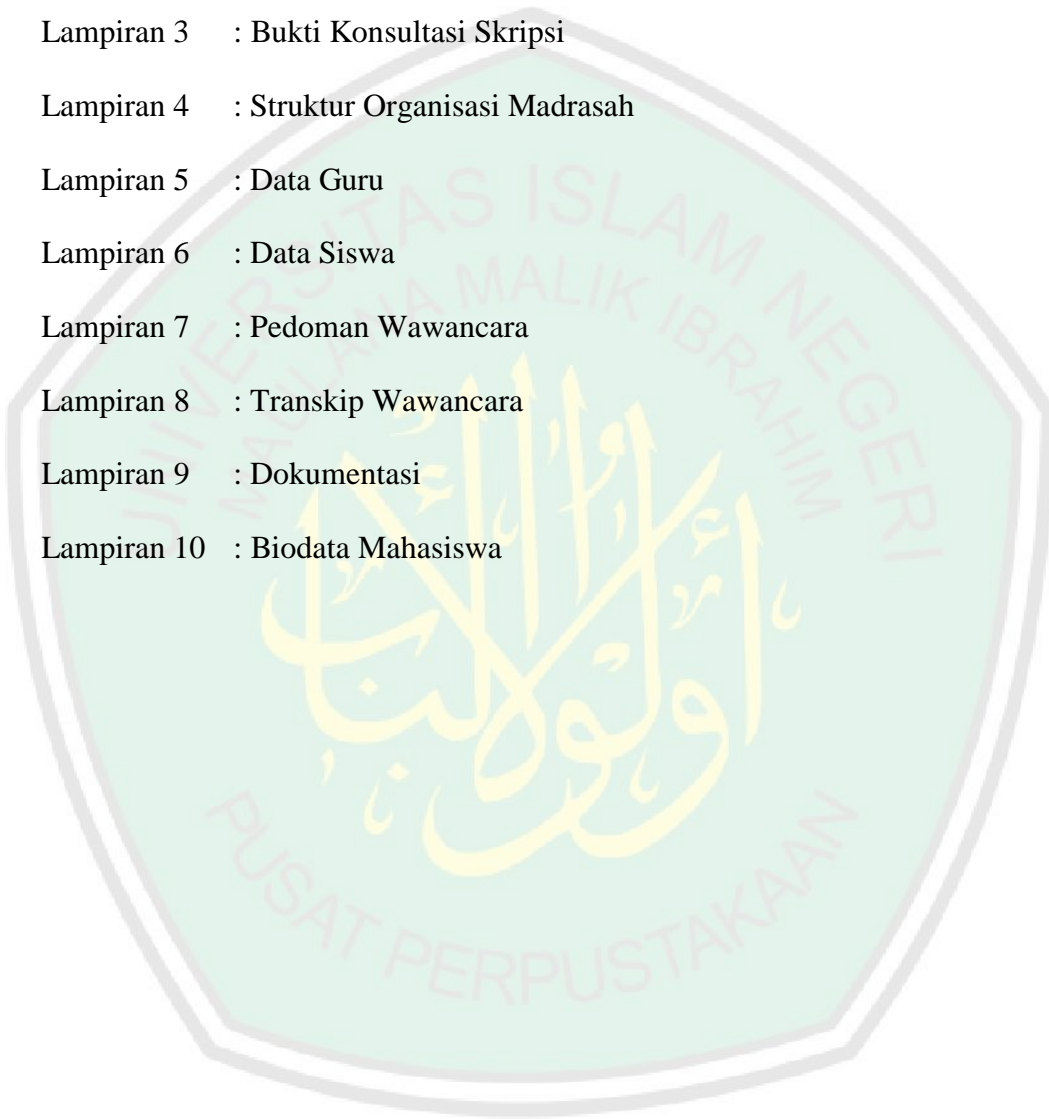 Lampiran 3 : Bukti Konsultasi Skripsi
Lampiran 4 : Struktur Organisasi Madrasah
Lampiran 5 : Data Guru
Lampiran 6 : Data Siswa
Lampiran 7 : Pedoman Wawancara
Lampiran 8 : Transkip Wawancara
Lampiran 9 : Dokumentasi
Lampiran 10 : Biodata Mahasiswa
UNIVERSITAS ISLAM NEGERI
MAULANA MALIK IBRAHIM
PUSAT PERPUSTAKAAN